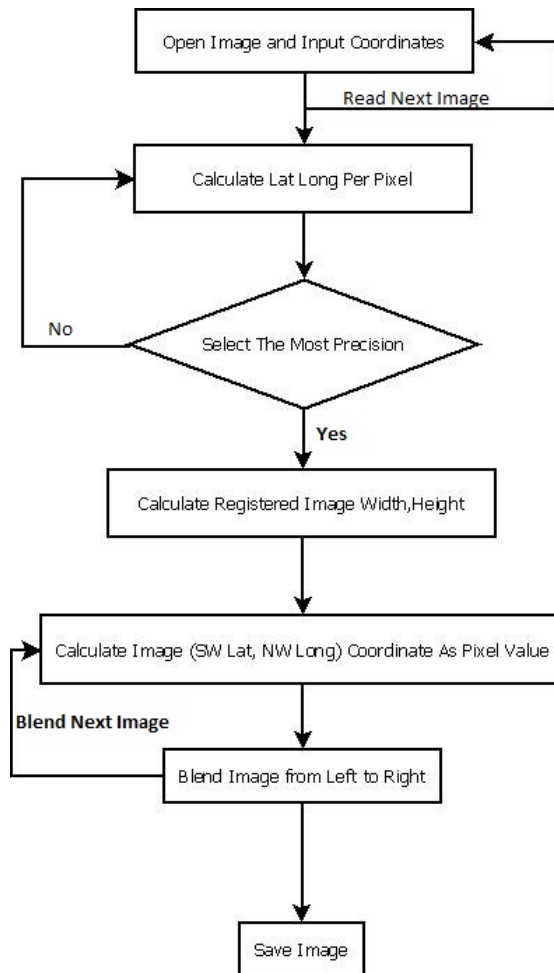 Open Image and Input Coordinates
Read Next Image
Calculate Lat Long Per Pixel
No
Select The Most Precision
Yes
Calculate Registered Image Width,Height
Calculate Image (SW Lat, NW Long) Coordinate As Pixel Value
Blend Next Image
Blend Image from Left to Right
Save Image